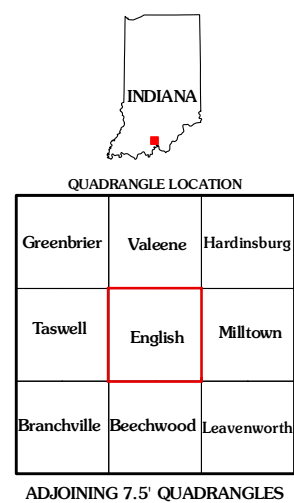 INDIANA
QUADRANGLE LOCATION
Greenbrier Valeene Hardinsburg
Taswell English Milltown
Branchville Beechwood Leavenworth
ADJOINING 7.5' QUADRANGLES